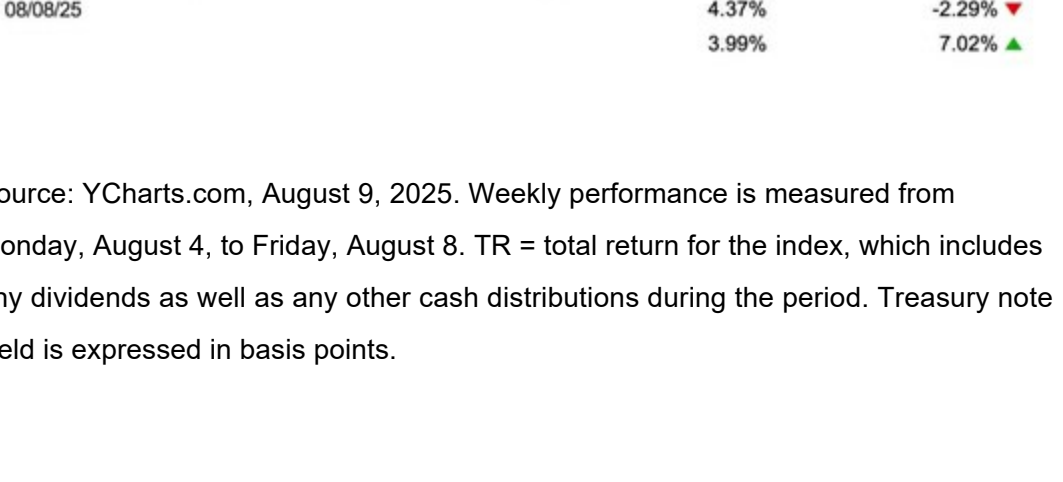 08/08/25 4.37% -2.29% ▼
3.99% 7.02% ▲
ource: YCharts.com, August 9, 2025. Weekly performance is measured from
onday, August 4, to Friday, August 8. TR = total return for the index, which includes
ny dividends as well as any other cash distributions during the period. Treasury note
eld is expressed in basis points.